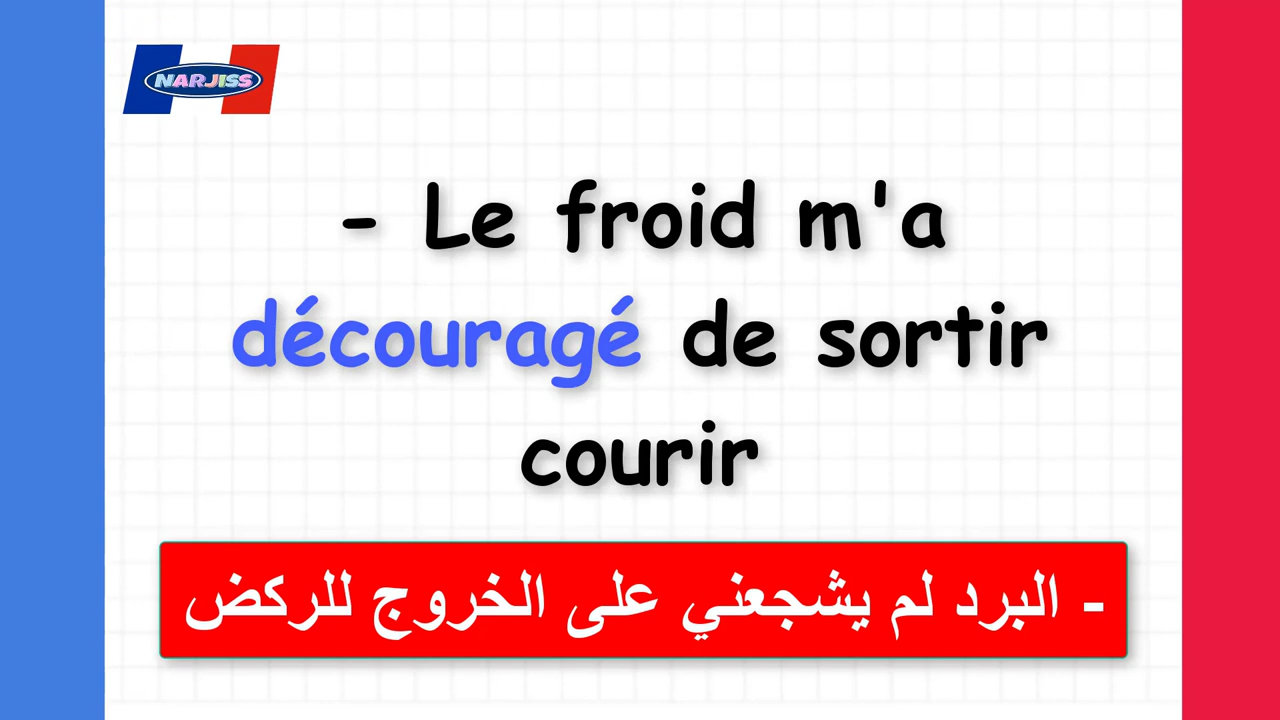 NARJISS
- Le froid m'a
découragé de sortir
courir
- البرد لم يشجعني على الخروج للركض